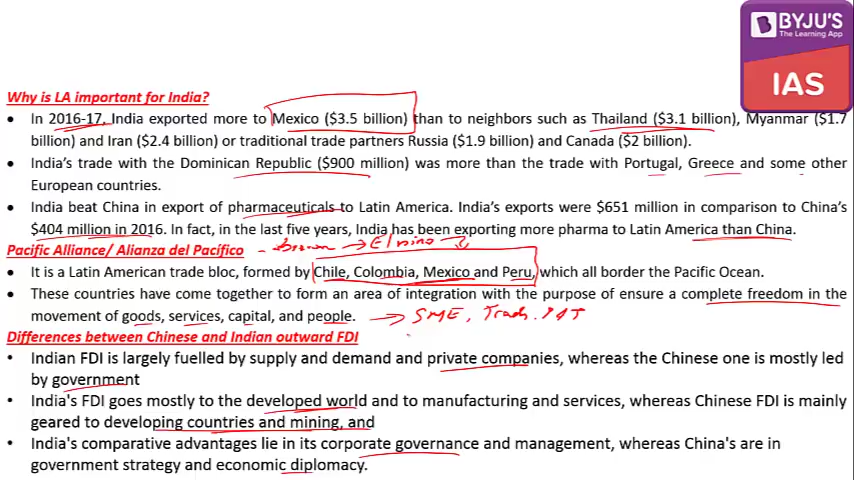 BYJU'S
The Learning App
IAS
Why is LA important for India?
• In 2016-17, India exported more to Mexico ($3.5 billion) than to neighbors such as Thailand ($3.1 billion), Myanmar ($1.7
billion) and Iran ($2.4 billion) or traditional trade partners Russia ($1.9 billion) and Canada ($2 billion).
• India's trade with the Dominican Republic ($900 million) was more than the trade with Portugal, Greece and some other
European countries.
• India beat China in export of pharmaceuticals to Latin America. India's exports were $651 million in comparison to China's
$404 million in 2016. In fact, in the last five years, India has been exporting more pharma to Latin America than China.
Pacific Alliance/ Alianza del Pacífico → El nino
• It is a Latin American trade bloc, formed by Chile, Colombia, Mexico and Peru, which all border the Pacific Ocean.
• These countries have come together to form an area of integration with the purpose of ensure a complete freedom in the
movement of goods, services, capital, and people. → SME, Trade
Differences between Chinese and Indian outward FDI
• Indian FDI is largely fuelled by supply and demand and private companies, whereas the Chinese one is mostly led
by government
• India's FDI goes mostly to the developed world and to manufacturing and services, whereas Chinese FDI is mainly
geared to developing countries and mining, and
• India's comparative advantages lie in its corporate governance and management, whereas China's are in
government strategy and economic diplomacy.